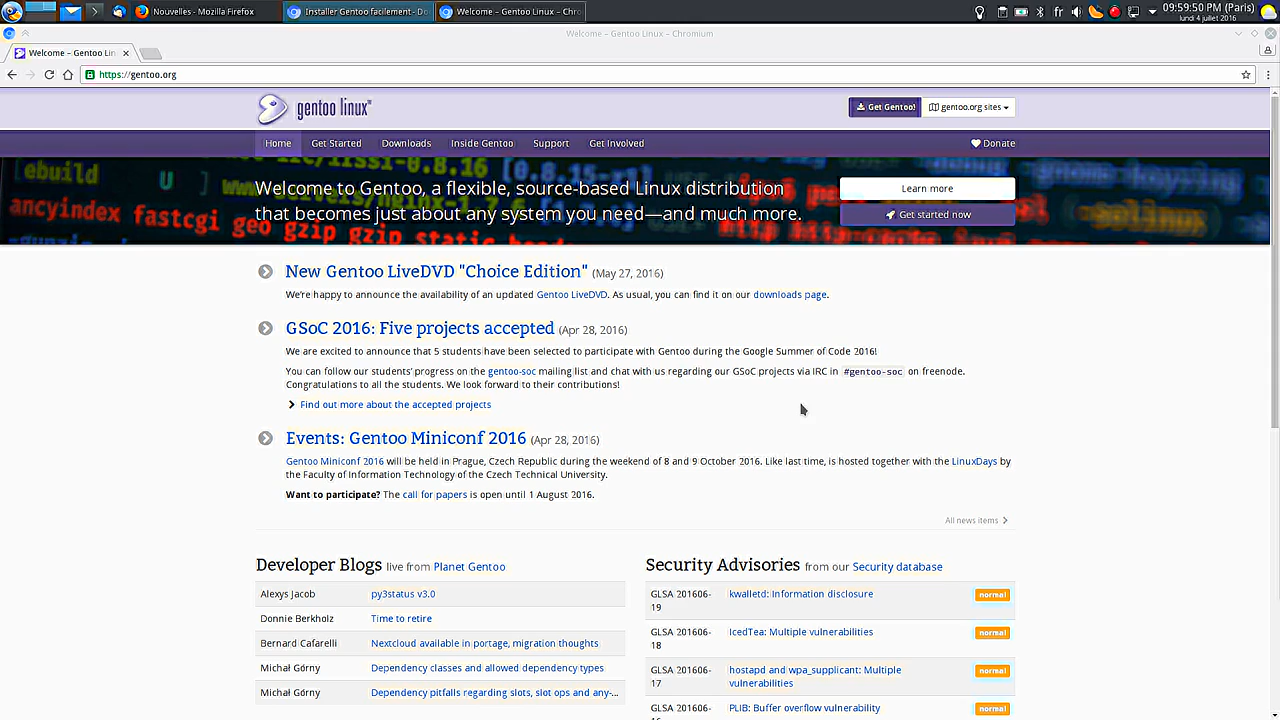 Nouvelles - Mozilla Firefox
Installer Gentoo facilement - Do
Welcome – Gentoo Linux – Chr
fr
09:59:50 PM (Paris)
lundi 4 juillet 2016
Welcome – Gentoo Linux – Chromium
Welcome – Gentoo Lin
https://gentoo.org
gentoo linux
Get Gentoo!
gentoo.org sites
Home
Get Started
Downloads
Inside Gentoo
Support
Get Involved
Donate
[ebuild U ]
[0.8.15
ancyindex fastcgi geo gzip gzip static
Welcome to Gentoo, a flexible, source-based Linux distribution
that becomes just about any system you need—and much more.
Learn more
Get started now
New Gentoo LiveDVD "Choice Edition" (May 27, 2016)
We're happy to announce the availability of an updated Gentoo LiveDVD. As usual, you can find it on our downloads page.
GSoC 2016: Five projects accepted (Apr 28, 2016)
We are excited to announce that 5 students have been selected to participate with Gentoo during the Google Summer of Code 2016!
You can follow our students' progress on the gentoo-soc mailing list and chat with us regarding our GSoC projects via IRC in #gentoo-soc on freenode.
Congratulations to all the students. We look forward to their contributions!
Find out more about the accepted projects
Events: Gentoo Miniconf 2016 (Apr 28, 2016)
Gentoo Miniconf 2016 will be held in Prague, Czech Republic during the weekend of 8 and 9 October 2016. Like last time, is hosted together with the LinuxDays by
the Faculty of Information Technology of the Czech Technical University.
Want to participate? The call for papers is open until 1 August 2016.
All news items
Developer Blogs live from Planet Gentoo
Alexys Jacob py3status v3.0
Donnie Berkholz Time to retire
Bernard Cafarelli Nextcloud available in portage, migration thoughts
Michał Górny Dependency classes and allowed dependency types
Michał Górny Dependency pitfalls regarding slots, slot ops and any-...
Security Advisories from our Security database
GLSA 201606-
19
kwalletd: Information disclosure normal
GLSA 201606-
18
IcedTea: Multiple vulnerabilities normal
GLSA 201606-
17
hostapd and wpa_supplicant: Multiple
vulnerabilities normal
GLSA 201606-
PLIB: Buffer overflow vulnerability normal